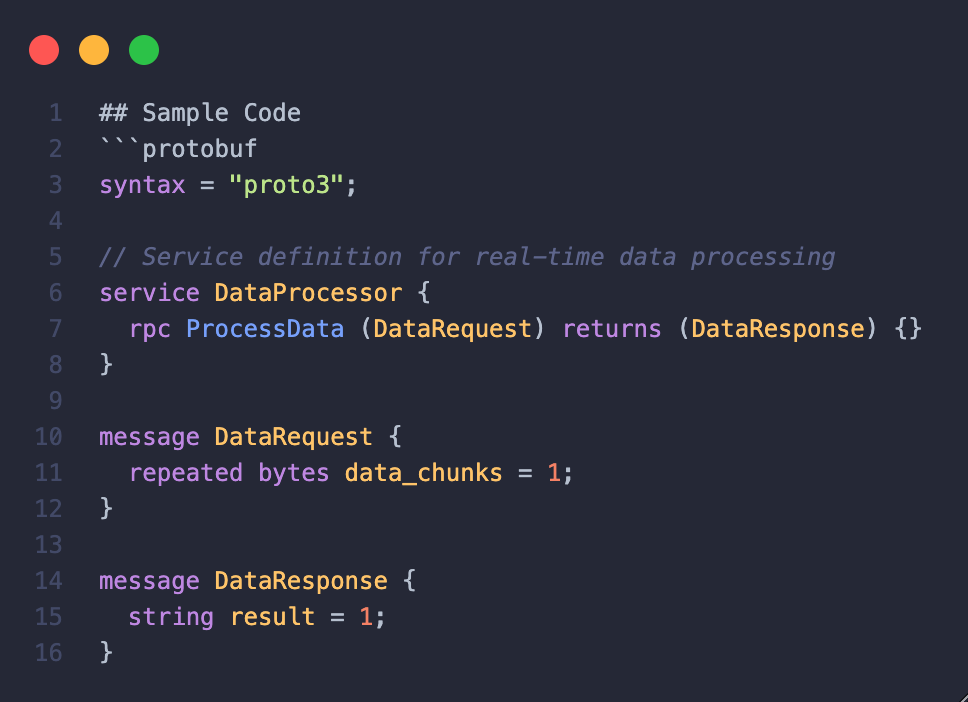 1 ## Sample Code
2 ```protobuf
3 syntax = "proto3";
4
5 // Service definition for real-time data processing
6 service DataProcessor {
7   rpc ProcessData (DataRequest) returns (DataResponse) {}
8 }
9
10 message DataRequest {
11   repeated bytes data_chunks = 1;
12 }
13
14 message DataResponse {
15   string result = 1;
16 }